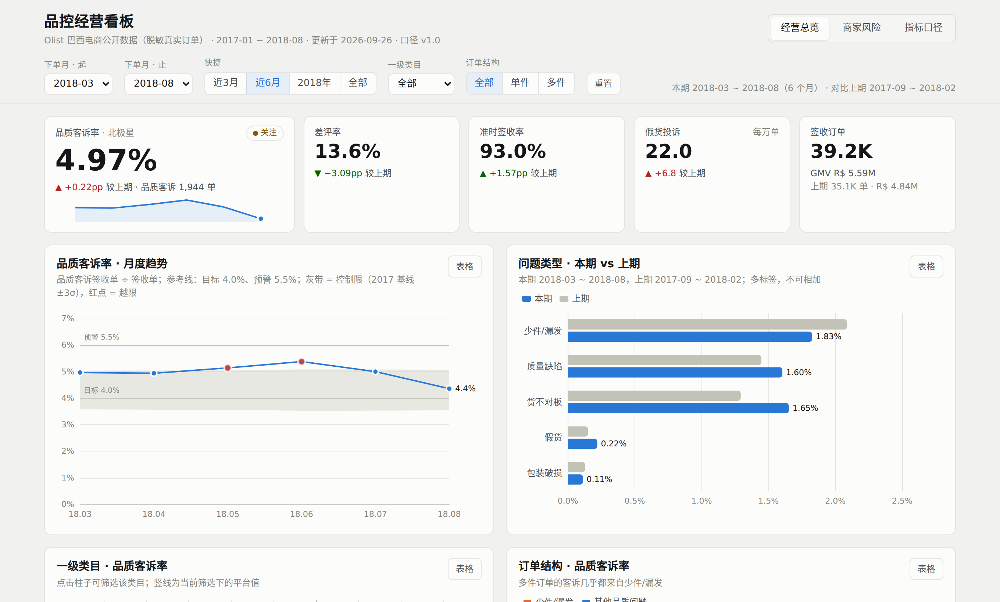 品控经营看板
Olist 巴西电商公开数据（脱敏真实订单） · 2017-01 ~ 2018-08 · 更新于 2026-09-26 · 口径 v1.0
经营总览 商家风险 指标口径
下单月 · 起 下单月 · 止 快捷 一级类目 订单结构
2018-03 2018-08 近3月 近6月 2018年 全部 全部 全部 单件 多件 重置
本期 2018-03 ~ 2018-08（6 个月） · 对比上期 2017-09 ~ 2018-02
品质客诉率 · 北极星 关注
4.97%
▲ +0.22pp 较上期 · 品质客诉 1,944 单
差评率
13.6%
▼ −3.09pp 较上期
准时签收率
93.0%
▲ +1.57pp 较上期
假货投诉 每万单
22.0
▲ +6.8 较上期
签收订单
39.2K
GMV R$ 5.59M
上期 35.1K 单 · R$ 4.84M
品质客诉率 · 月度趋势
表格
品质客诉签收单 ÷ 签收单；参考线：目标 4.0%、预警 5.5%；灰带 = 控制限（2017 基线
±3σ），红点 = 越限
7%
预警 5.5%
6%
5%
目标 4.0%
4.4%
4%
3%
2%
1%
0%
18.03 18.04 18.05 18.06 18.07 18.08
问题类型 · 本期 vs 上期
表格
本期 2018-03 ~ 2018-08，上期 2017-09 ~ 2018-02；多标签，不可相加
本期 上期
少件/漏发 1.83%
质量缺陷 1.60%
货不对板 1.65%
假货 0.22%
包装破损 0.11%
0.0% 0.5% 1.0% 1.5% 2.0% 2.5%
一级类目 · 品质客诉率
表格
点击柱子可筛选该类目；竖线为当前筛选下的平台值
订单结构 · 品质客诉率
表格
多件订单的客诉几乎都来自少件/漏发
少件/漏发 其他品质问题